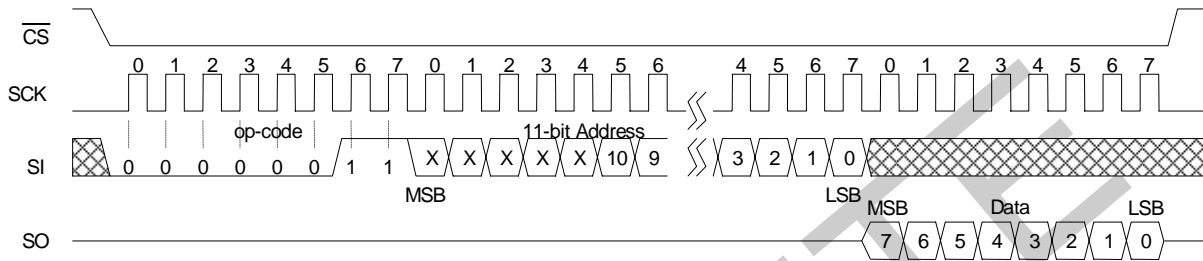 CS
0 1 2 3 4 5 6 7 0 1 2 3 4 5 6 4 5 6 7 0 1 2 3 4 5 6 7
SCK
op-code 11-bit Address
SI 0 0 0 0 0 0 1 1 X X X X X 10 9 3 2 1 0
MSB LSB MSB Data LSB
SO 7 6 5 4 3 2 1 0